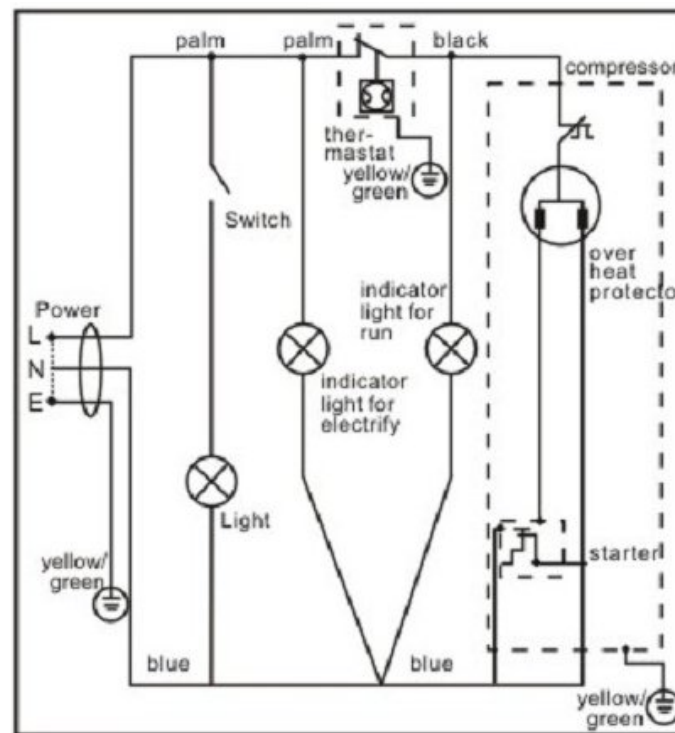 palm
palm
black
compressor
ther-
mastat
yellow/
green
Switch
over
heat
protecto
Power
L
N
E
indicator
light for
run
indicator
light for
electrify
Light
starter
yellow/
green
blue
blue
yellow/
green